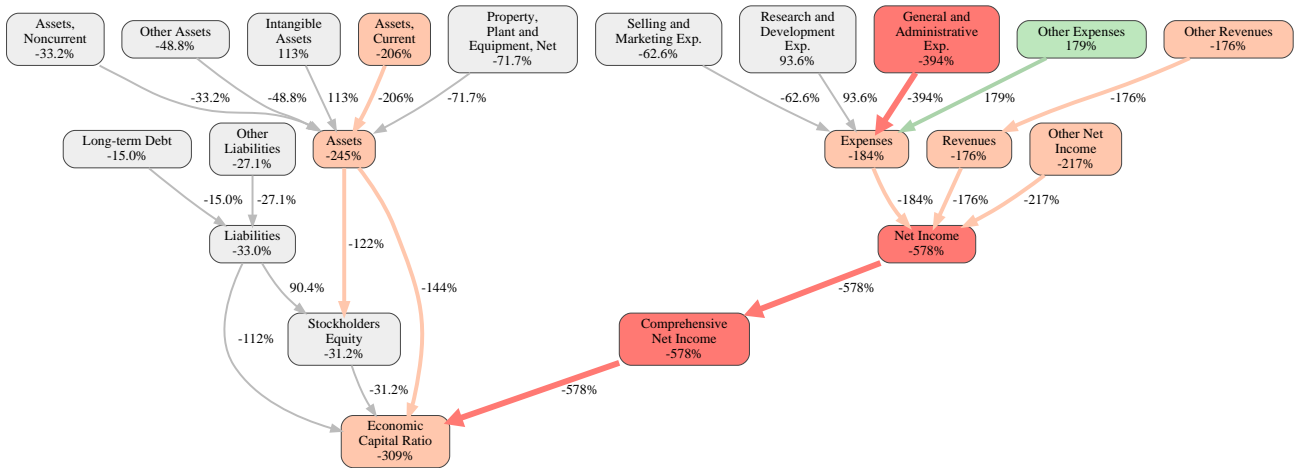 Assets,
Noncurrent
-33.2%
Other Assets
-48.8%
Intangible
Assets
113%
Assets,
Current
-206%
Property,
Plant and
Equipment, Net
-71.7%
Selling and
Marketing Exp.
-62.6%
Research and
Development
Exp.
93.6%
General and
Administrative
Exp.
-394%
Other Expenses
179%
Other Revenues
-176%
-33.2%
-48.8%
113%
-206%
-71.7%
-62.6%
93.6%
-394%
179%
-176%
Long-term Debt
-15.0%
Other
Liabilities
-27.1%
Assets
-245%
Expenses
-184%
Revenues
-176%
Other Net
Income
-217%
-15.0%
-27.1%
-184%
-176%
-217%
Liabilities
-33.0%
-122%
Net Income
-578%
90.4%
-144%
-578%
-112%
Stockholders
Equity
-31.2%
Comprehensive
Net Income
-578%
-31.2%
-578%
Economic
Capital Ratio
-309%